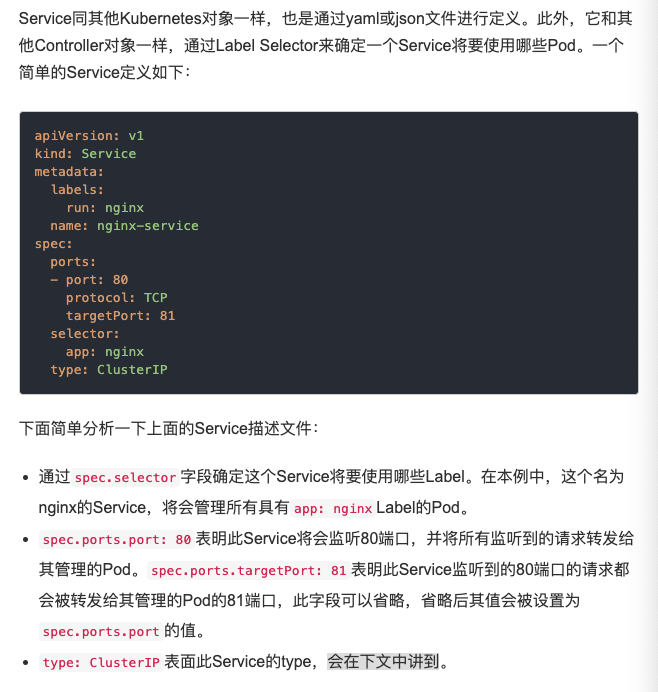 Service同其他Kubernetes对象一样，也是通过yaml或json文件进行定义。此外，它和其
他Controller对象一样，通过Label Selector来确定一个Service将要使用哪些Pod。一个
简单的Service定义如下：
apiVersion: v1
kind: Service
metadata:
  labels:
    run: nginx
  name: nginx-service
spec:
  ports:
  - port: 80
    protocol: TCP
    targetPort: 81
  selector:
    app: nginx
  type: ClusterIP
下面简单分析一下上面的Service描述文件：
• 通过 spec.selector 字段确定这个Service将要使用哪些Label。在本例中，这个名为
nginx的Service，将会管理所有具有 app: nginx Label的Pod。
• spec.ports.port: 80 表明此Service将会监听80端口，并将所有监听到的请求转发给
其管理的Pod。 spec.ports.targetPort: 81 表明此Service监听到的80端口的请求都
会被转发给其管理的Pod的81端口，此字段可以省略，省略后其值会被设置为
spec.ports.port 的值。
• type: ClusterIP 表面此Service的type，会在下文中讲到。